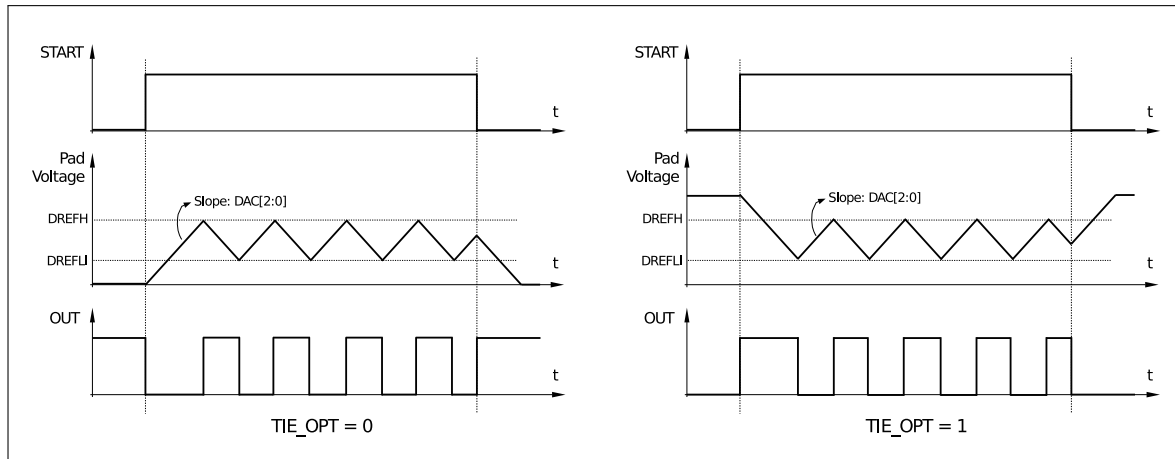 START
t
Pad
Voltage
Slope: DAC[2:0]
DREFH
DREFLI
t
OUT
t
TIE_OPT = 0
START
t
Pad
Voltage
Slope: DAC[2:0]
DREFH
DREFLI
t
OUT
t
TIE_OPT = 1